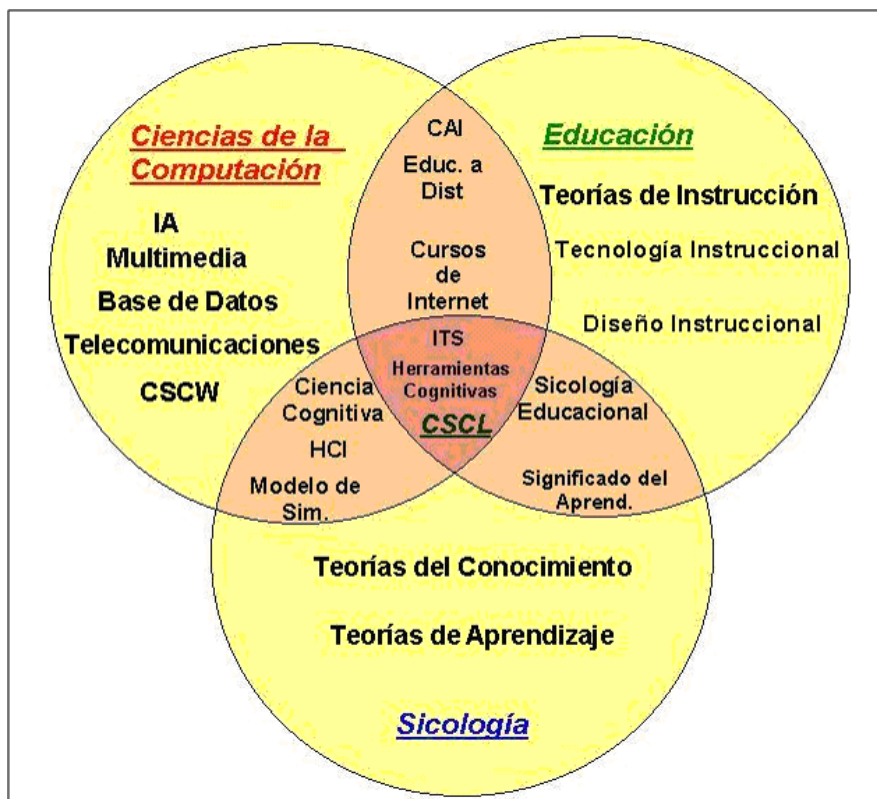 Ciencias de la
Computación
IA
Multimedia
Base de Datos
Telecomunicaciones
CSCW
CAI
Educ. a
Dist
Cursos
de
Internet
Educación
Teorías de Instrucción
Tecnología Instruccional
Diseño Instruccional
ITS
Herramientas
Cognitivas
CSCL
Ciencia
Cognitiva
HCI
Modelo de
Sim.
Sicología
Educacional
Significado del
Aprend.
Teorías del Conocimiento
Teorías de Aprendizaje
Sicología